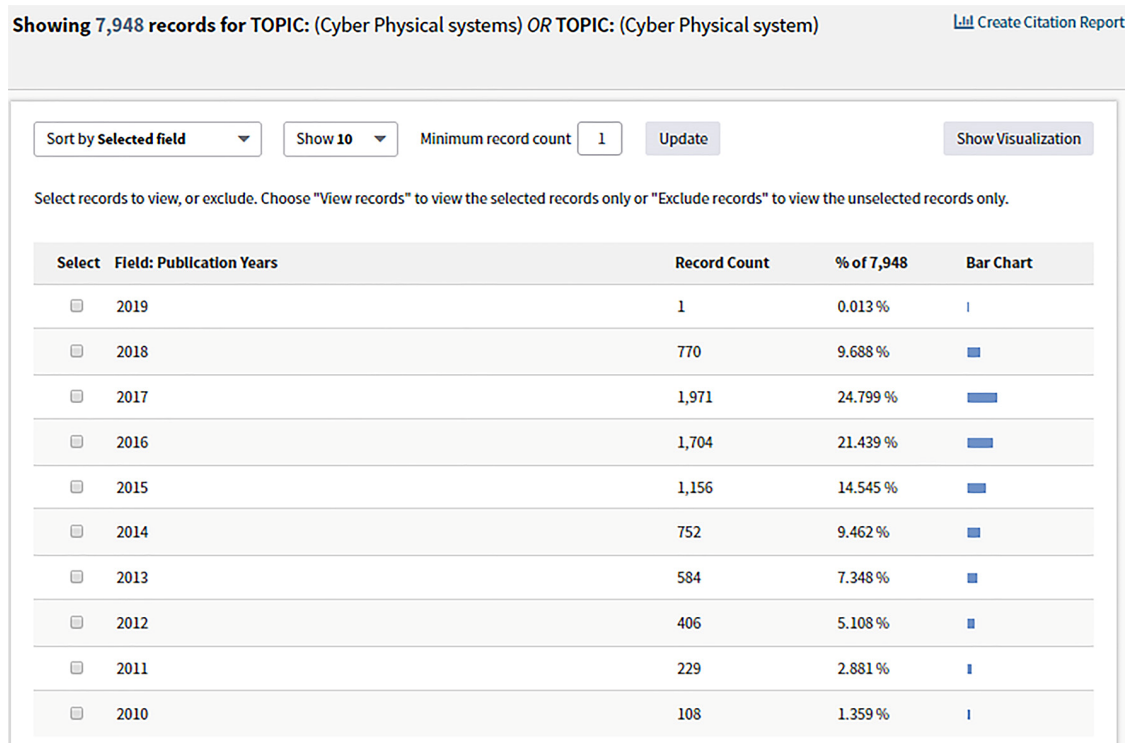 Showing 7,948 records for TOPIC: (Cyber Physical systems) OR TOPIC: (Cyber Physical system)
Create Citation Report
Sort by Selected field
Show 10
Minimum record count 1
Update
Show Visualization
Select records to view, or exclude. Choose "View records" to view the selected records only or "Exclude records" to view the unselected records only.
Select Field: Publication Years Record Count % of 7,948 Bar Chart
2019 1 0.013 %
2018 770 9.688 %
2017 1,971 24.799 %
2016 1,704 21.439 %
2015 1,156 14.545 %
2014 752 9.462 %
2013 584 7.348 %
2012 406 5.108 %
2011 229 2.881 %
2010 108 1.359 %